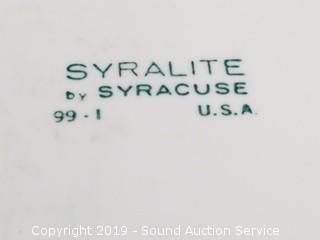 SYRALITE
by SYRACUSE
99-1 U.S.A.
Copyright 2019 - Sound Auction Service